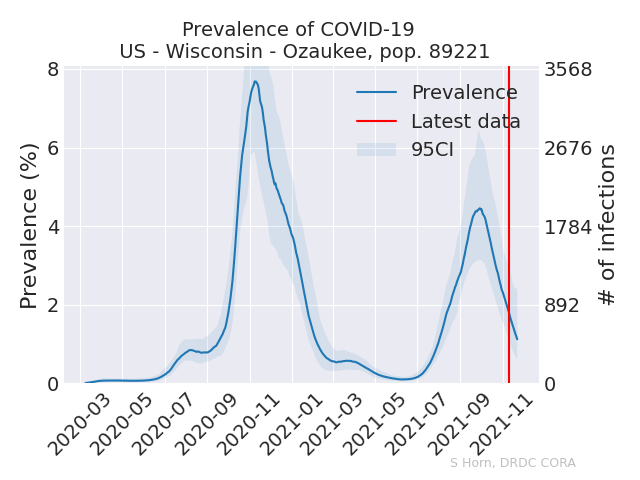 Prevalence of COVID-19
US - Wisconsin - Ozaukee, pop. 89221
8
6
4
2
0
Prevalence (%)
3568
2676
1784
892
0
# of infections
Prevalence
Latest data
95CI
2020-03
2020-05
2020-07
2020-09
2020-11
2021-01
2021-03
2021-05
2021-07
2021-09
2021-11
S Horn, DRDC CORA